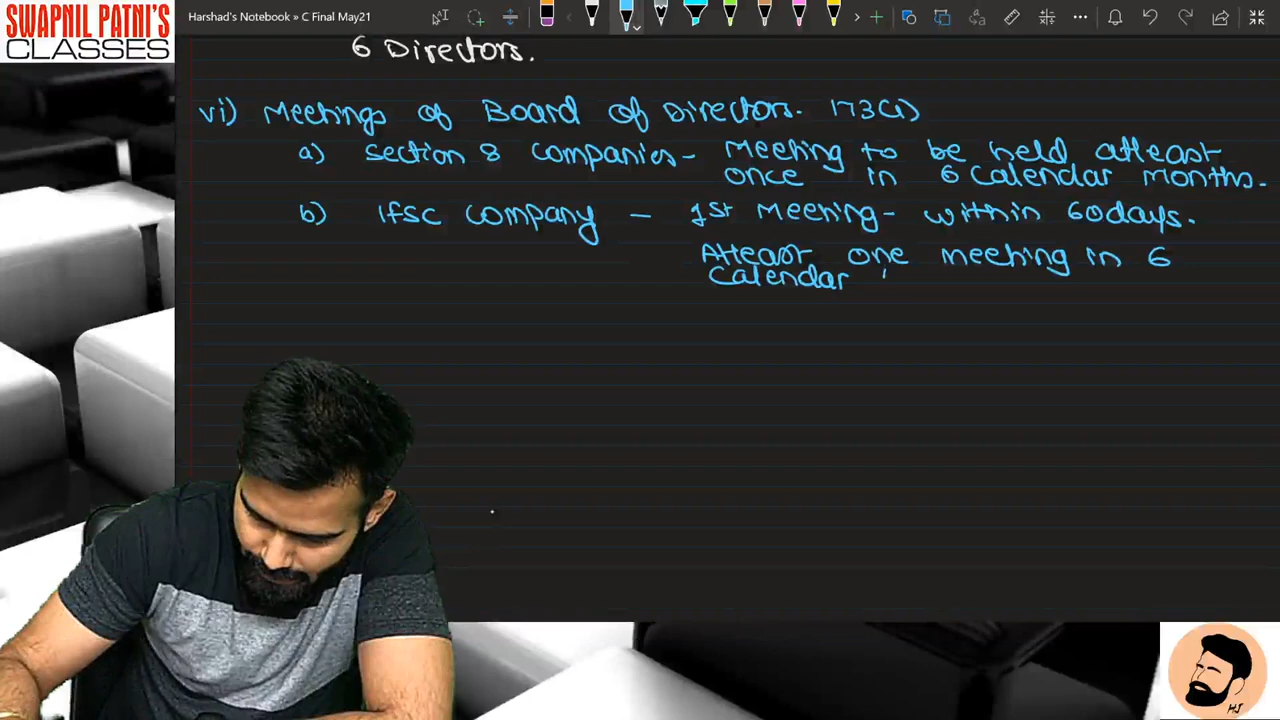 SWAPNIL PATNI'S
CLASSES
Harshad's Notebook » C Final May21
6 Directors.
vi) Meetings of Board of Directors. 173(1)
a) Section 8 companies - Meeting to be held atleast
once in 6 Calendar Months.
b) Ifsc company - 1st Meeting - within 60days.
Atleast one meeting in 6
Calendar
HJ